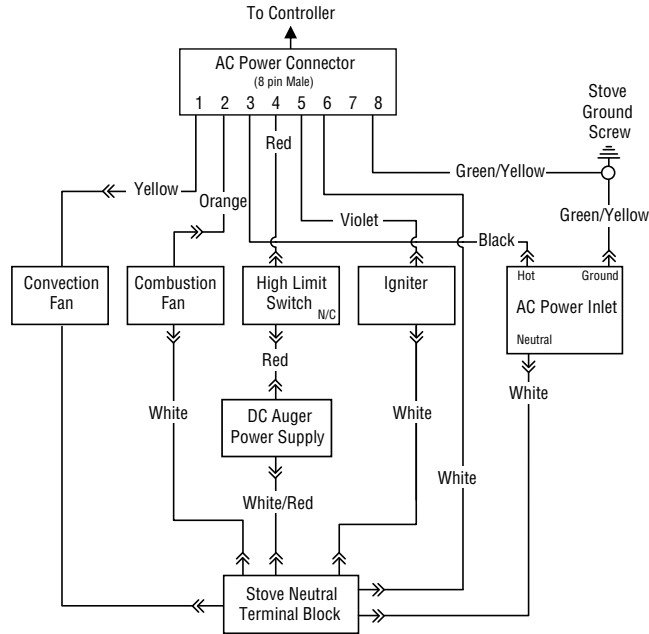 To Controller
AC Power Connector
(8 pin Male)
1 2 3 4 5 6 7 8
Stove
Ground
Screw
Red
Green/Yellow
Yellow
Orange
Violet
Green/Yellow
Black
Convection
Fan
Combustion
Fan
High Limit
Switch
N/C
Igniter
Hot
Ground
AC Power Inlet
Neutral
Red
White
White
White
DC Auger
Power Supply
White
White/Red
Stove Neutral
Terminal Block